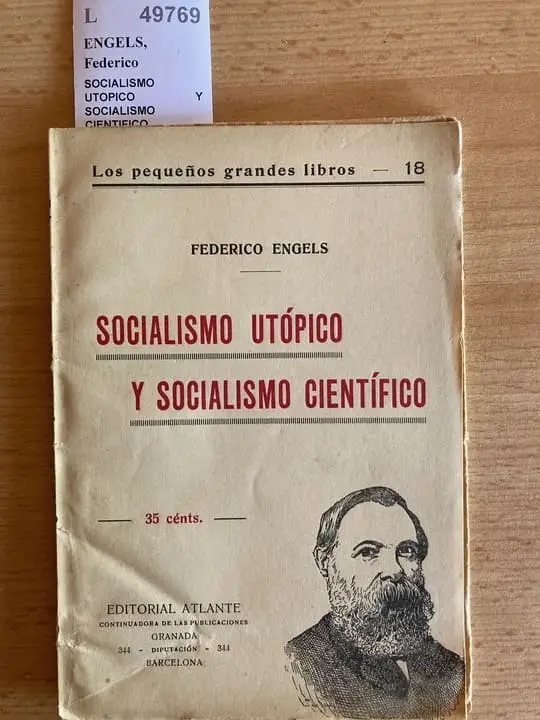 L 49769
ENGELS,
Federico
SOCIALISMO
UTOPICO Y
SOCIALISMO
CIENTIFICO
Los pequeños grandes libros — 18
FEDERICO ENGELS
SOCIALISMO UTÓPICO
Y SOCIALISMO CIENTÍFICO
35 cénts.
EDITORIAL ATLANTE
CONTINUADORA DE LAS PUBLICACIONES
GRANADA
344 - DIPUTACIÓN - 344
BARCELONA